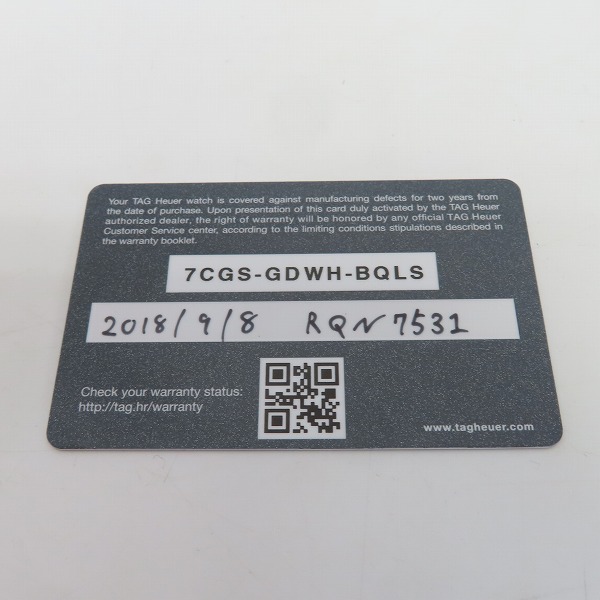 Your TAG Heuer watch is covered against manufacturing defects for two years from
the date of purchase. Upon presentation of this card duly activated by the TAG Heuer
authorized dealer, the right of warranty will be honored by any official TAG Heuer
Customer Service center, according to the limiting conditions stipulations described in
the warranty booklet.
7CGS-GDWH-BQLS
2018/9/8 RQN7531
Check your warranty status:
http://tag.hr/warranty
www.tagheuer.com